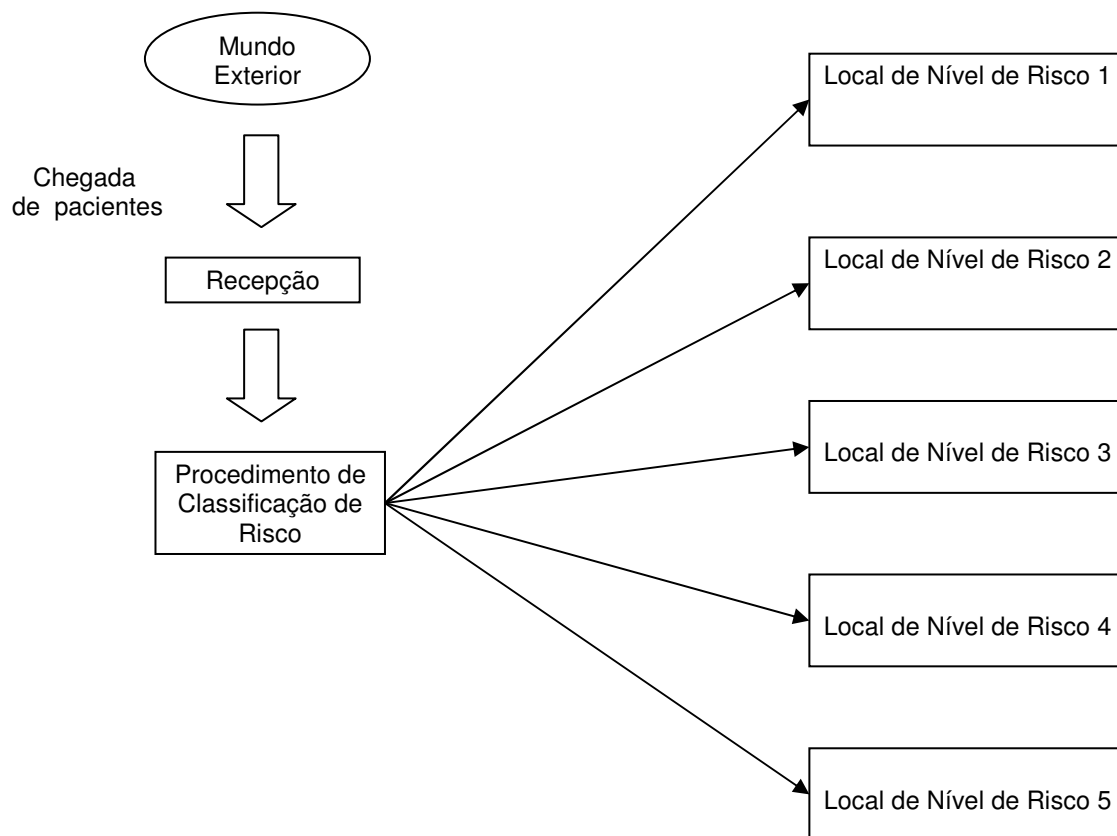 Mundo
Exterior
Chegada
de pacientes
Recepção
Procedimento de
Classificação de
Risco
Local de Nível de Risco 1
Local de Nível de Risco 2
Local de Nível de Risco 3
Local de Nível de Risco 4
Local de Nível de Risco 5